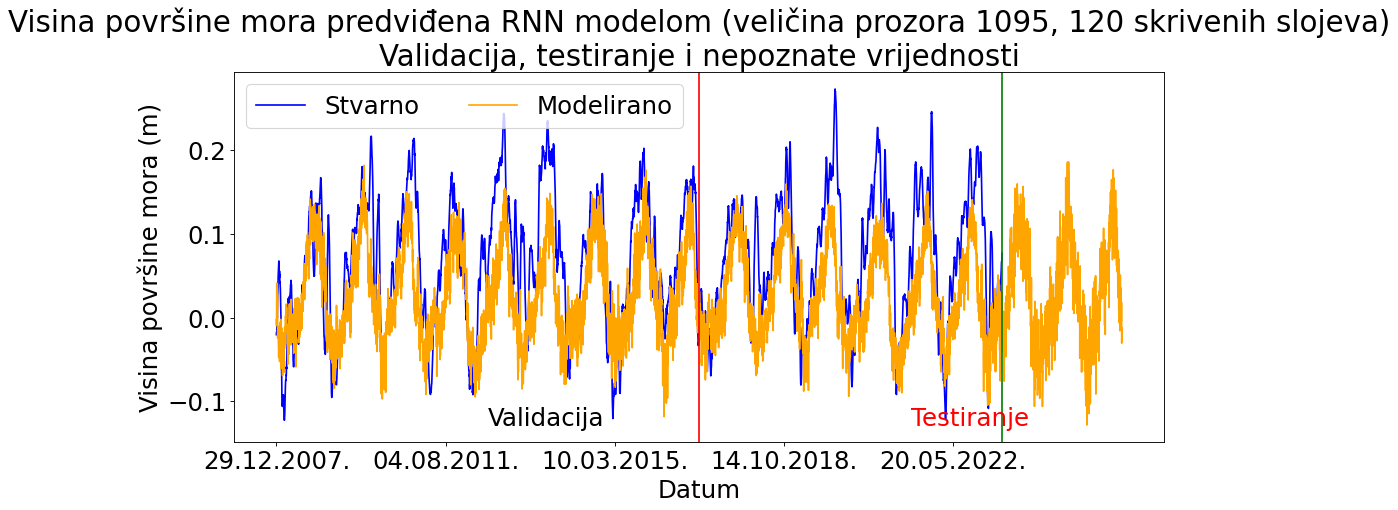 Visina površine mora predviđena RNN modelom (veličina prozora 1095, 120 skrivenih slojeva)
Validacija, testiranje i nepoznate vrijednosti
Stvarno
Modelirano
Visina površine mora (m)
0.2
0.1
0.0
−0.1
Validacija
Testiranje
29.12.2007.
04.08.2011.
10.03.2015.
14.10.2018.
20.05.2022.
Datum